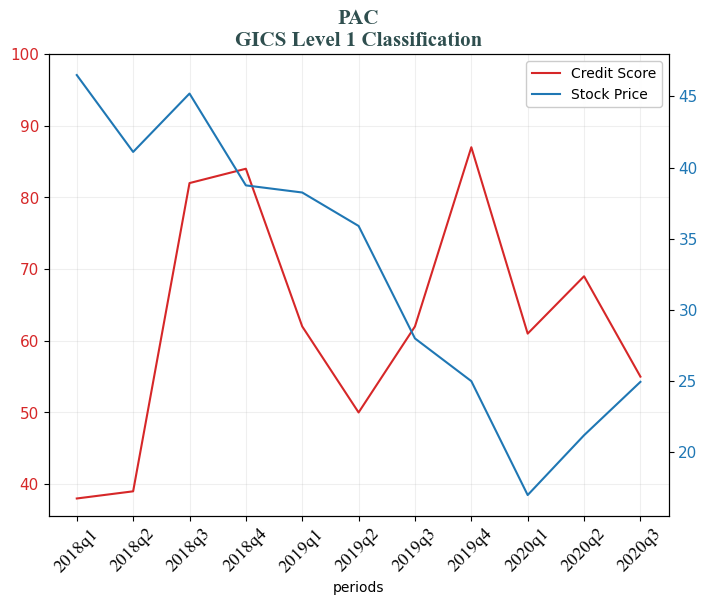 PAC
GICS Level 1 Classification
Credit Score
Stock Price
100
90
80
70
60
50
40
45
40
35
30
25
20
2018q1
2018q2
2018q3
2018q4
2019q1
2019q2
2019q3
2019q4
2020q1
2020q2
2020q3
periods